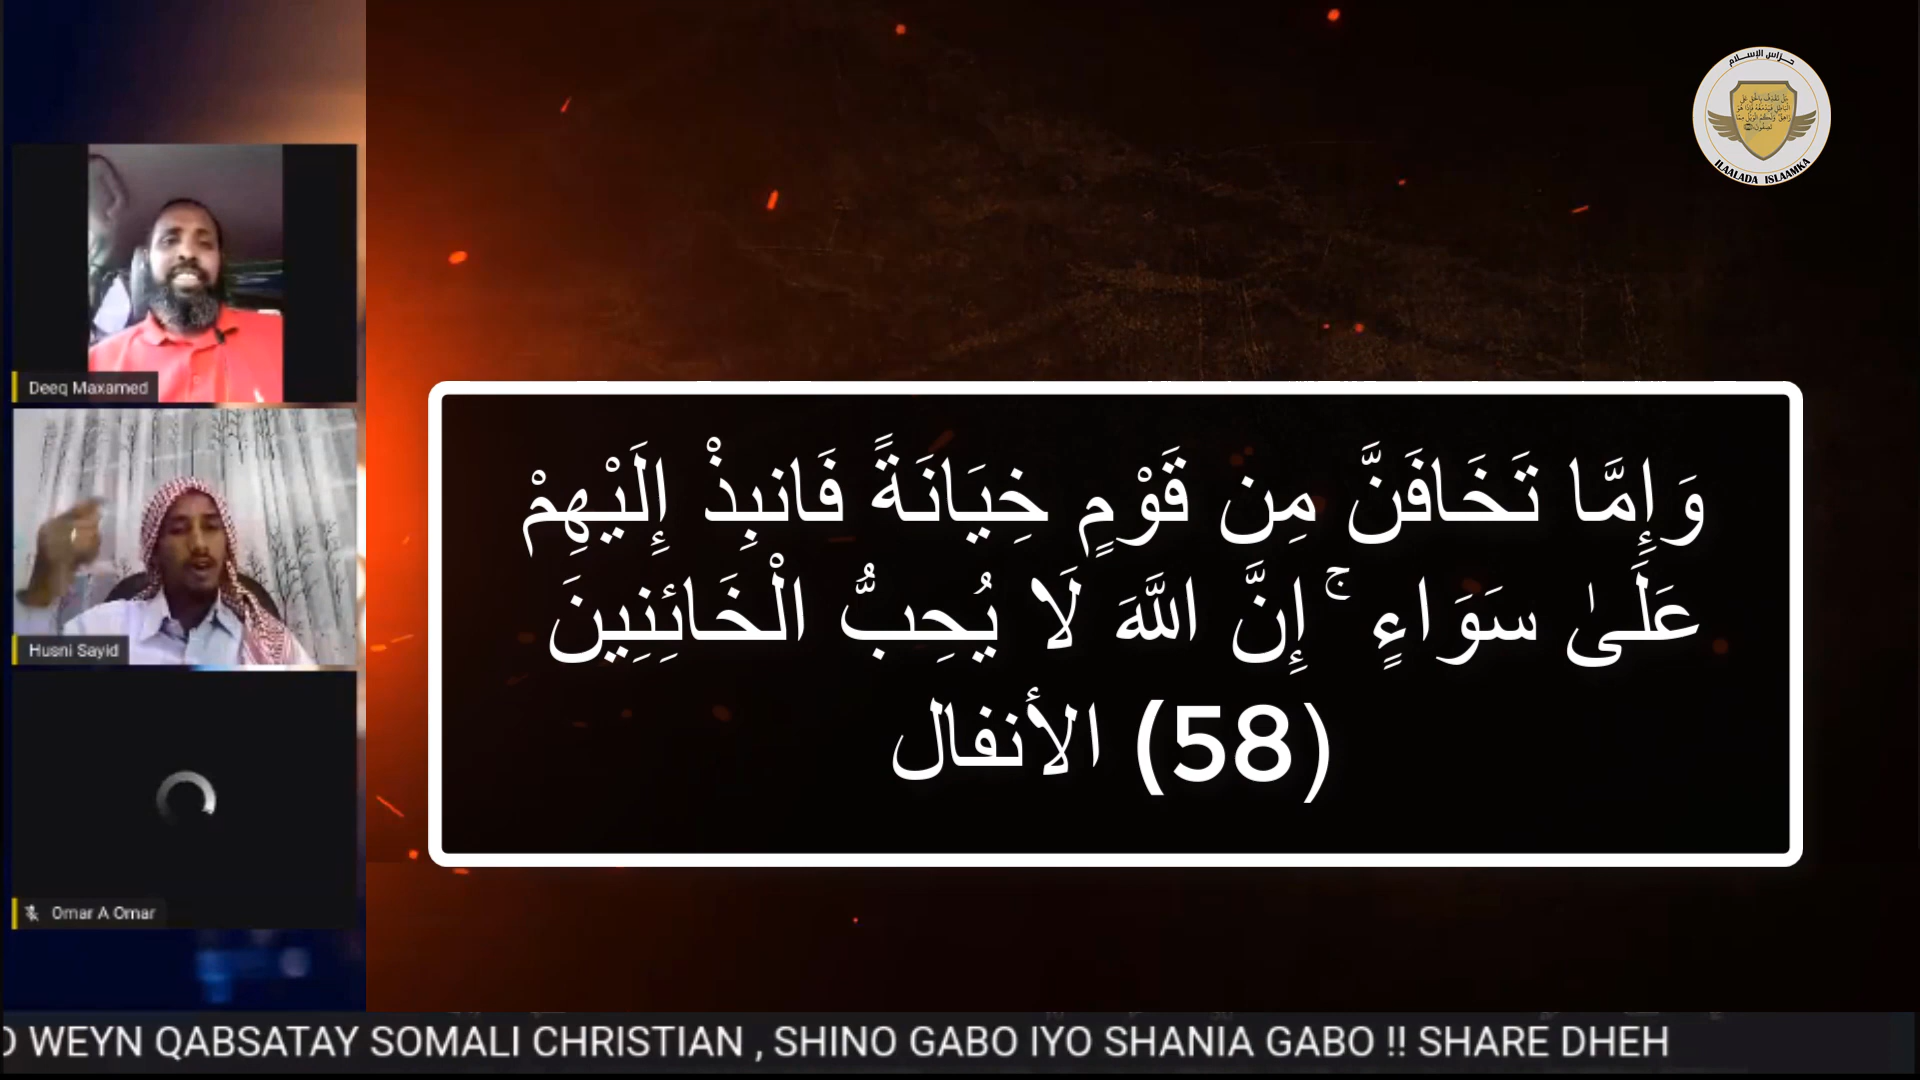 حراس الإسلام
ILAALADA ISLAAMKA
Deeq Maxamed
Husni Sayid
Omar A Omar
وَإِمَّا تَخَافَنَّ مِن قَوْمٍ خِيَانَةً فَانبِذْ إِلَيْهِمْ
عَلَىٰ سَوَاءٍ ۚ إِنَّ اللَّهَ لَا يُحِبُّ الْخَائِنِينَ
(58) الأنفال
WEYN QABSATAY SOMALI CHRISTIAN , SHINO GABO IYO SHANIA GABO !! SHARE DHEH